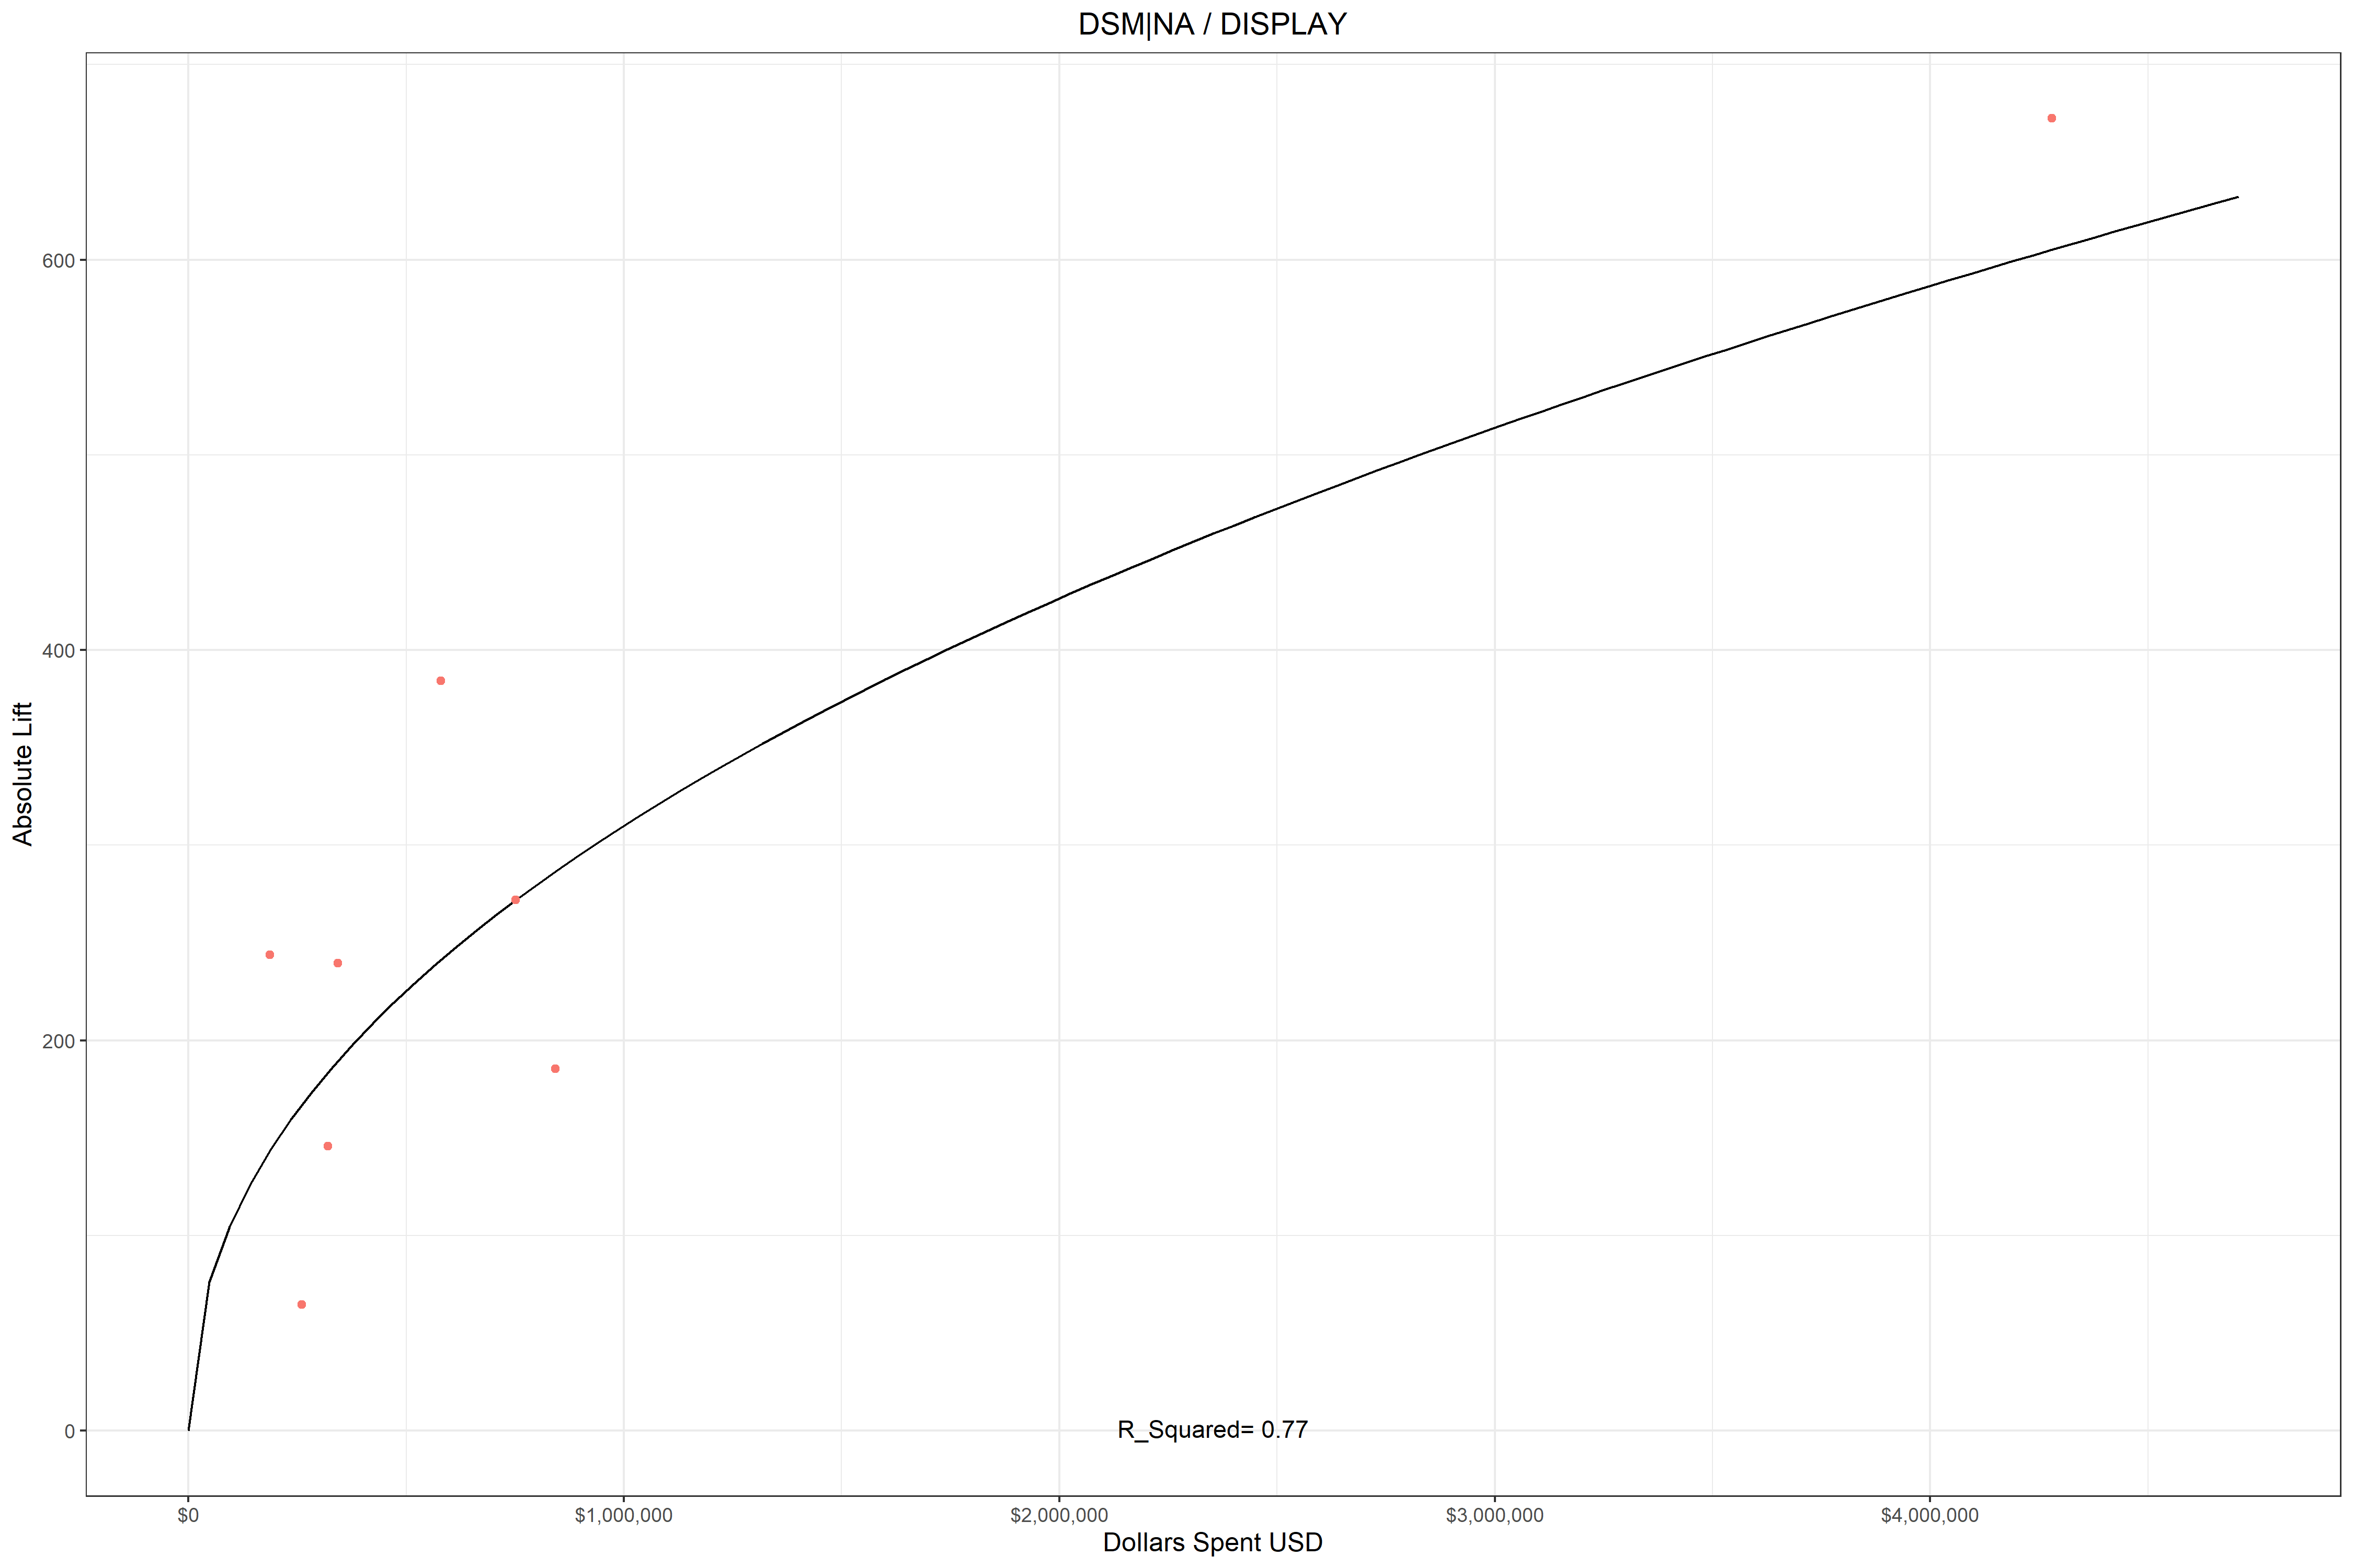 DSM|NA / DISPLAY
Absolute Lift
600
400
200
0
R_Squared= 0.77
$0
$1,000,000
$2,000,000
$3,000,000
$4,000,000
Dollars Spent USD